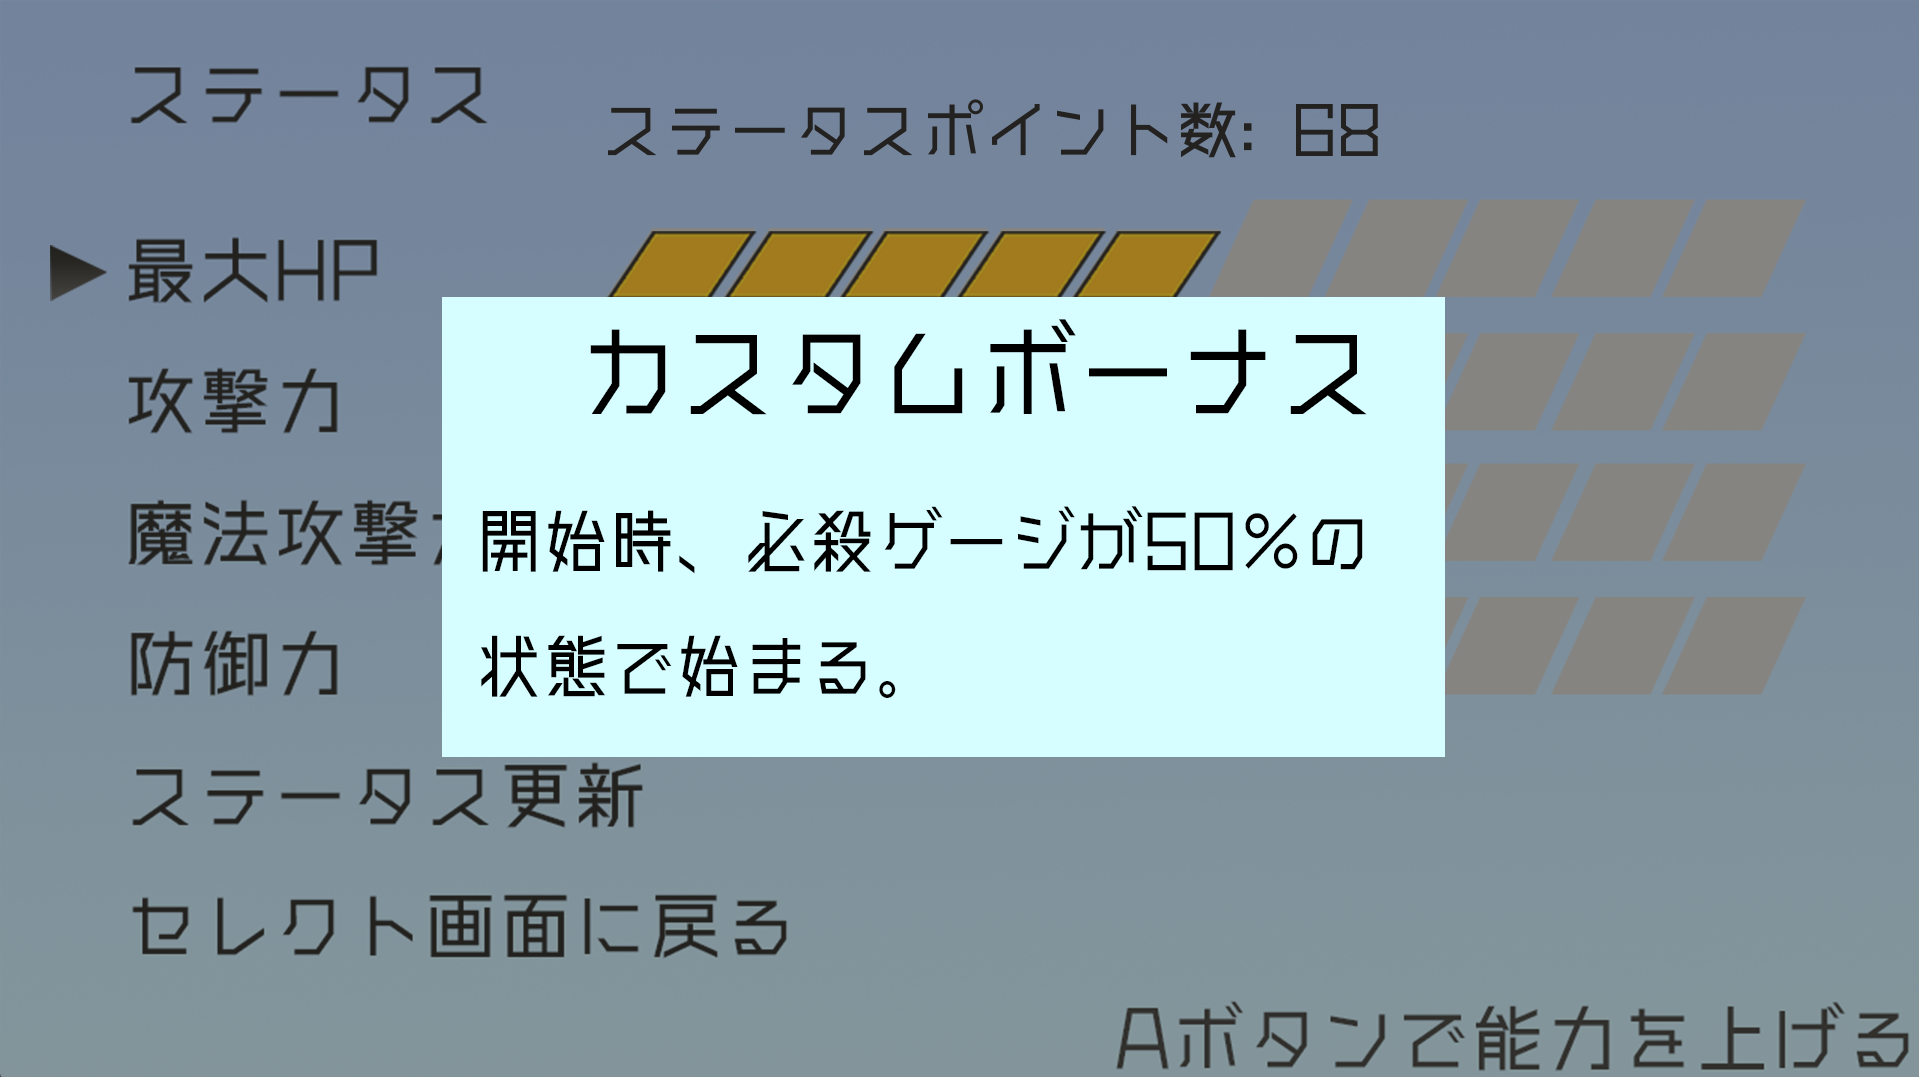 ステータス
ステータスポイント数: 68
最大HP
カスタムボーナス
攻撃力
開始時、必殺ゲージが50%の
魔法攻撃
状態で始まる。
防御力
ステータス更新
セレクト画面に戻る
Aボタンで能力を上げる